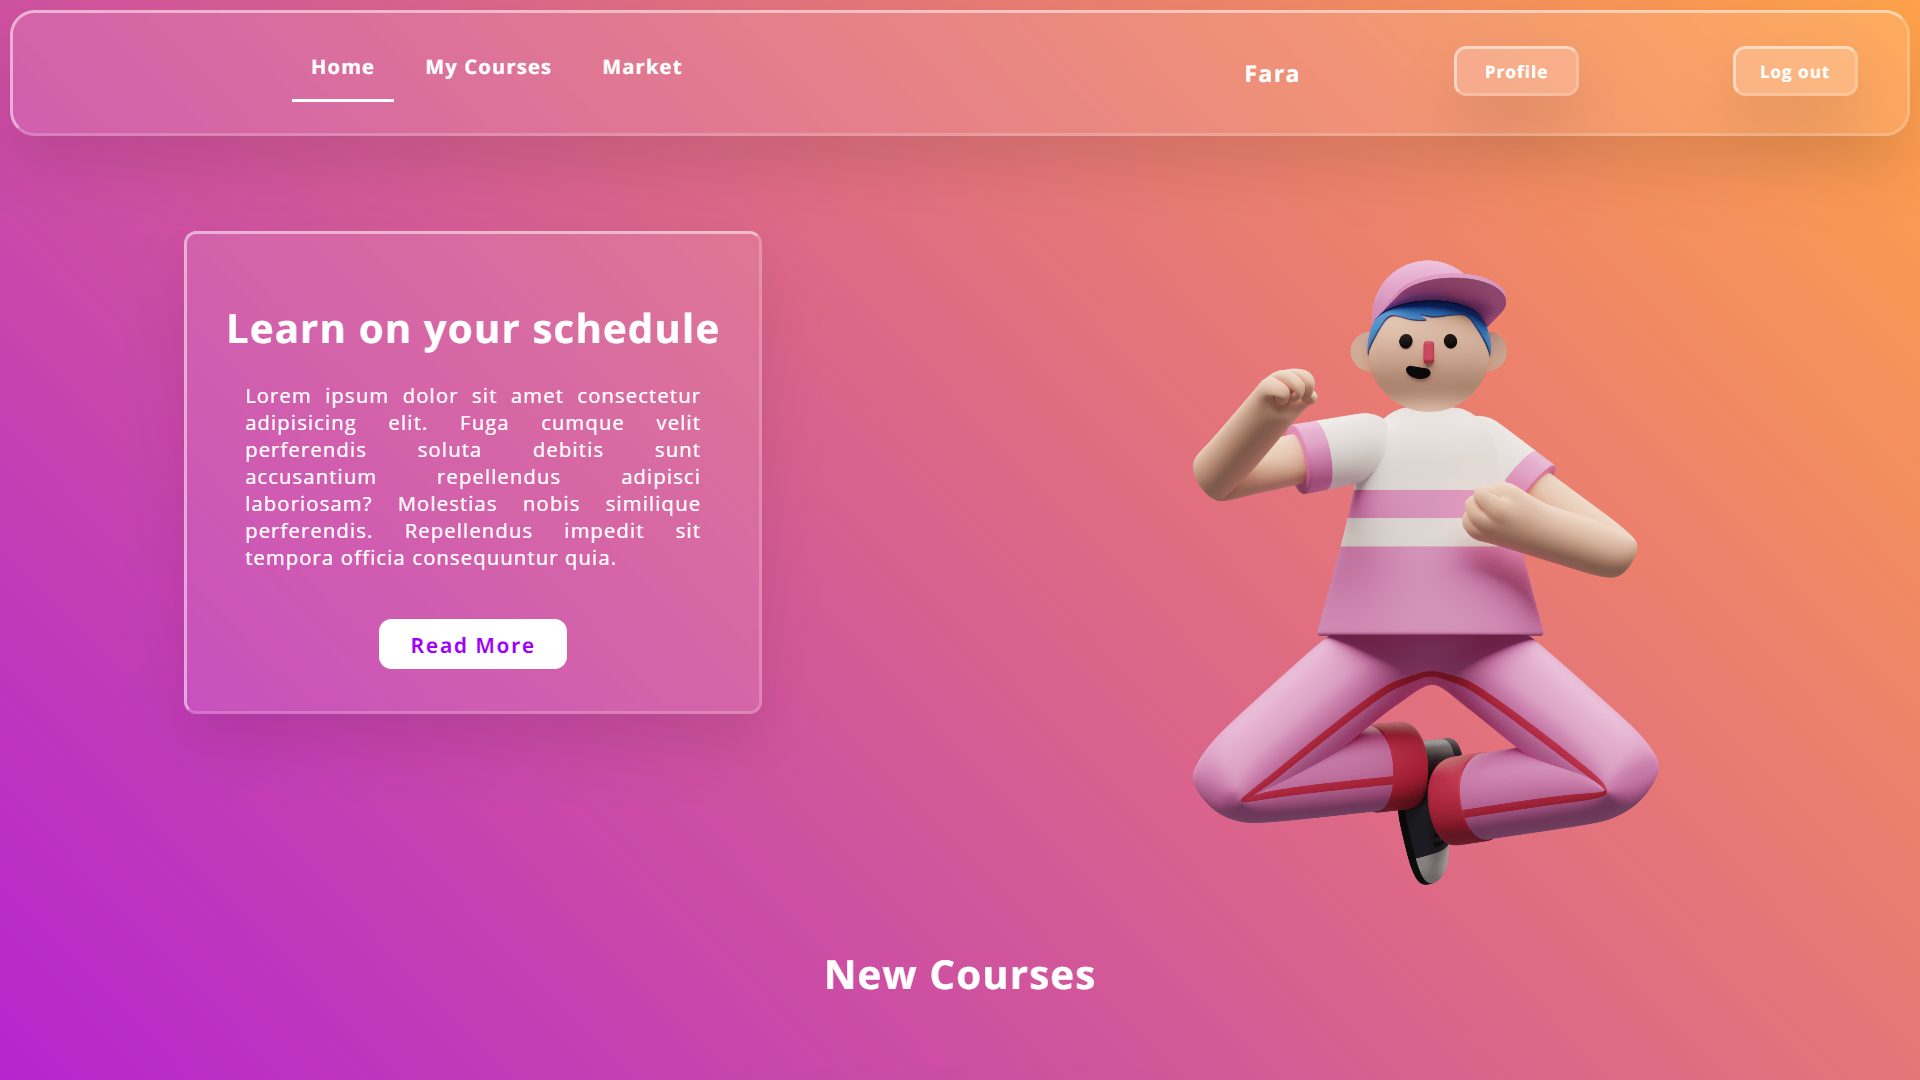 Home My Courses Market Fara Profile Log out
Learn on your schedule
Lorem ipsum dolor sit amet consectetur
adipisicing elit. Fuga cumque velit
perferendis soluta debitis sunt
accusantium repellendus adipisci
laboriosam? Molestias nobis similique
perferendis. Repellendus impedit sit
tempora officia consequuntur quia.
Read More
New Courses